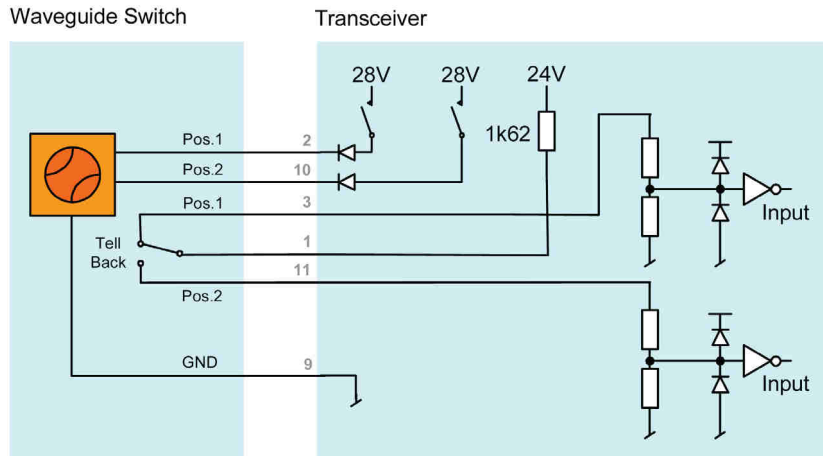 Waveguide Switch
Transceiver
28V
28V
24V
1k62
Pos.1
2
Pos.2
10
Pos.1
3
Input
Tell
Back
1
11
Pos.2
GND
9
Input